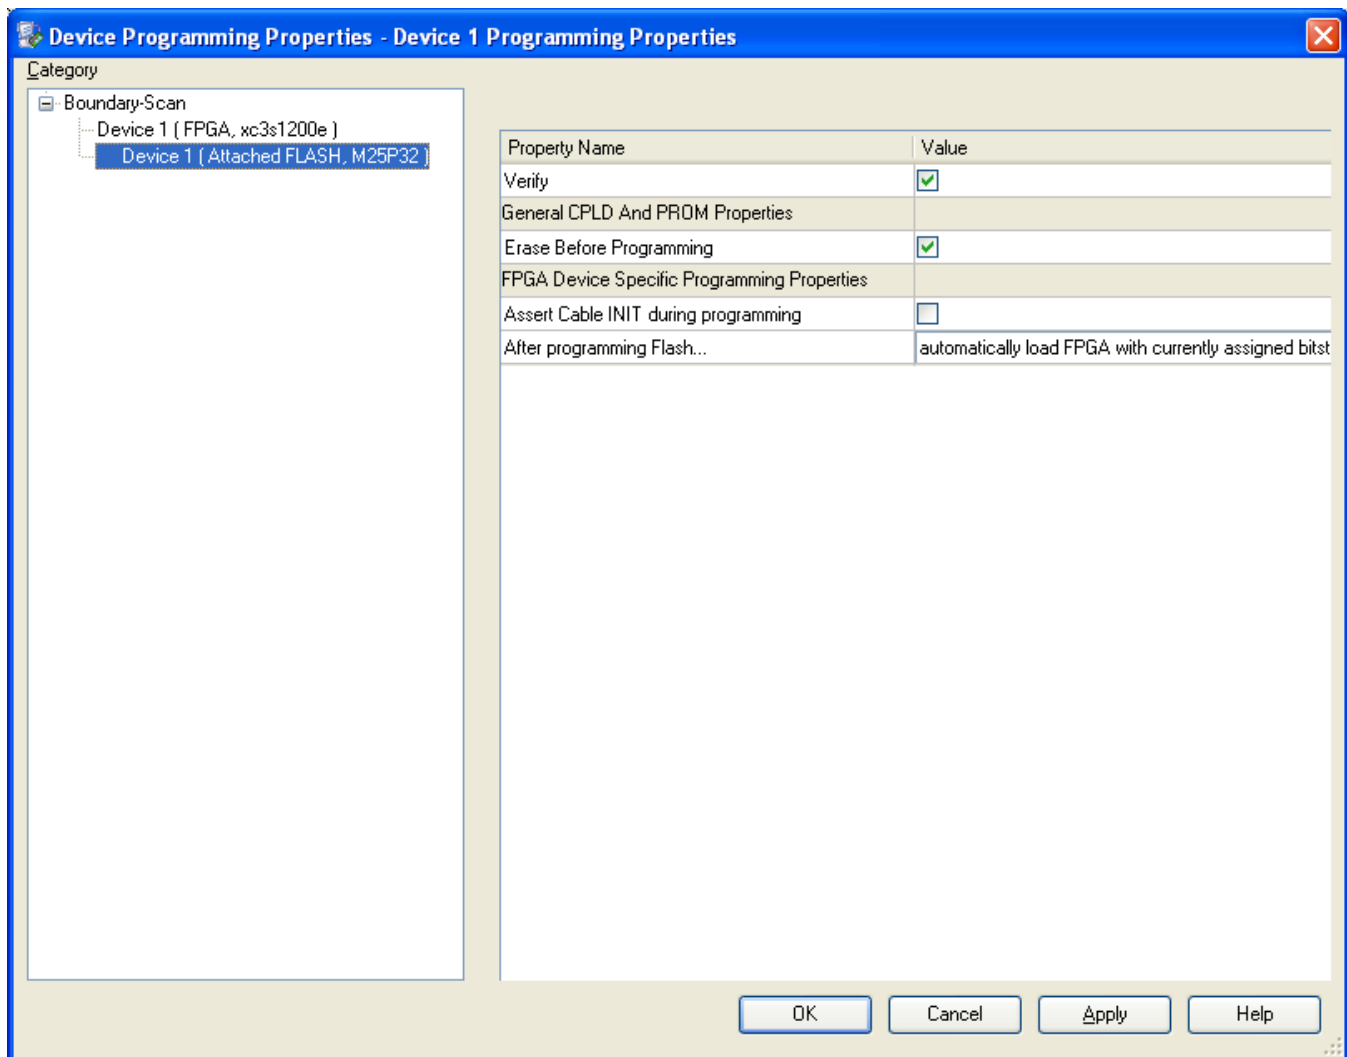 Device Programming Properties - Device 1 Programming Properties
Category
Boundary-Scan
Device 1 ( FPGA, xc3s1200e )
Device 1 ( Attached FLASH, M25P32 )
Property Name Value
Verify
General CPLD And PROM Properties
Erase Before Programming
FPGA Device Specific Programming Properties
Assert Cable INIT during programming
After programming Flash... automatically load FPGA with currently assigned bitst
OK Cancel Apply Help